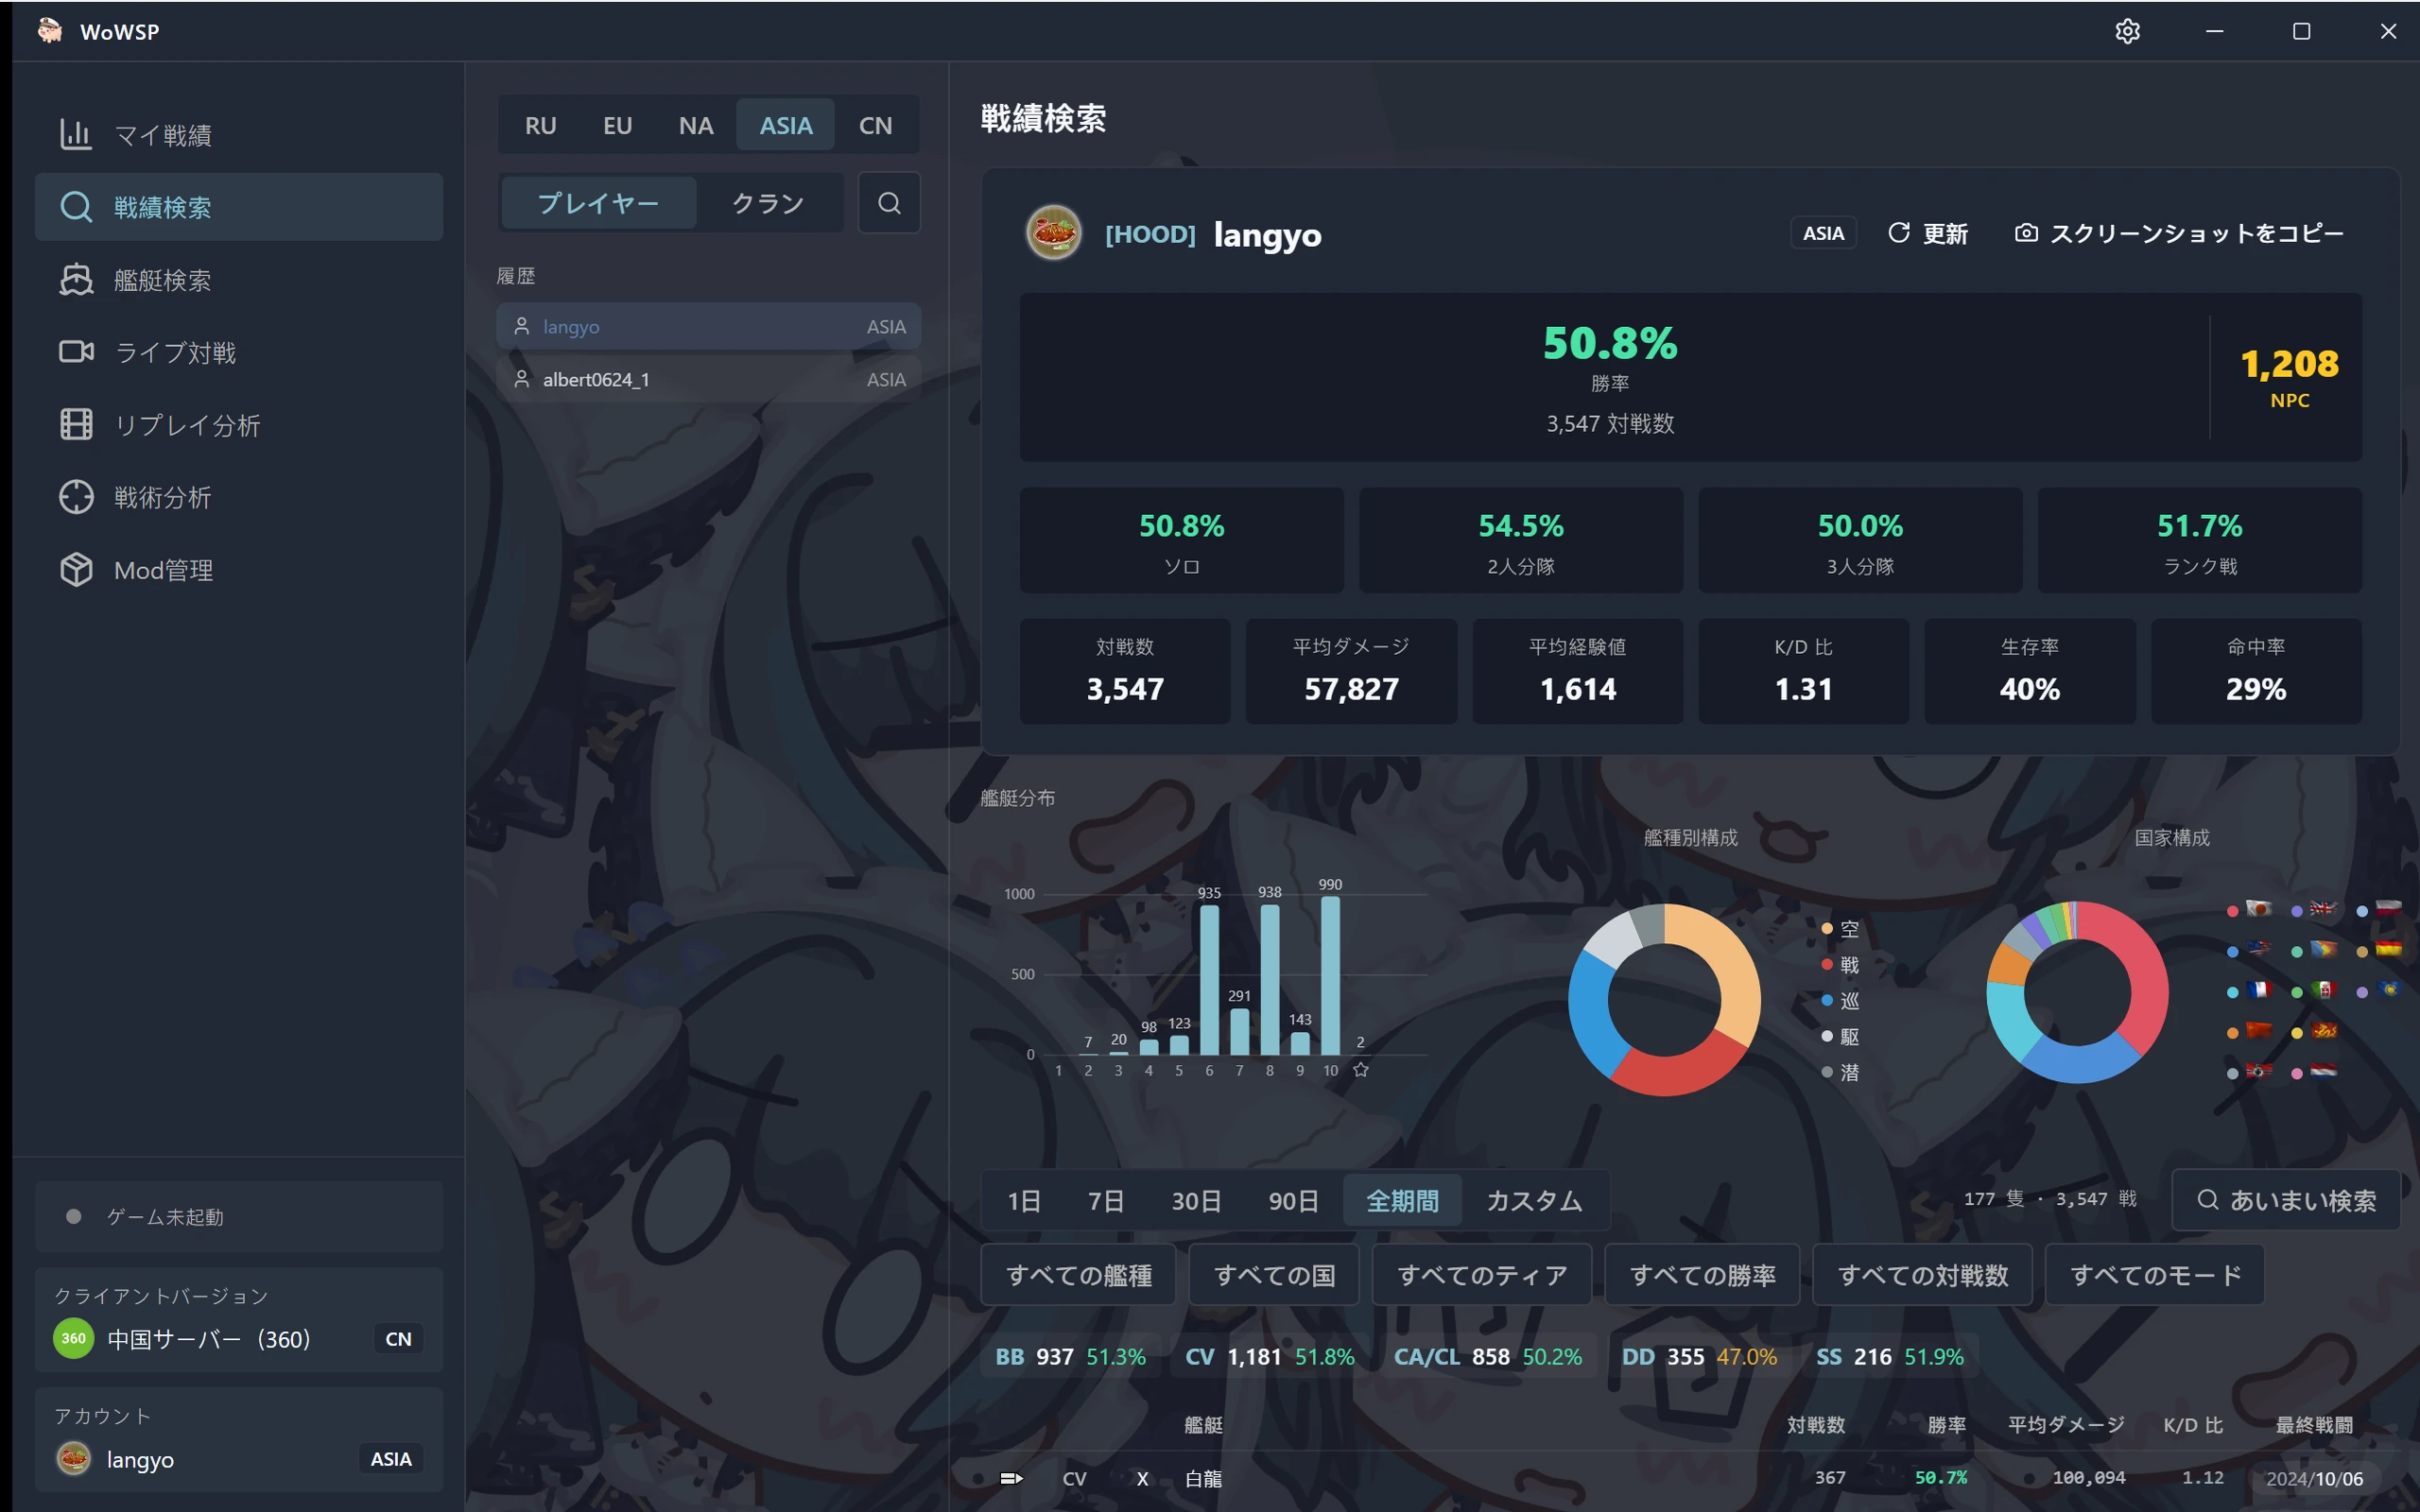 WoWSP
マイ戦績
戦績検索
艦艇検索
ライブ対戦
リプレイ分析
戦術分析
Mod管理
ゲーム未起動
クライアントバージョン
360 中国サーバー（360） CN
アカウント
langyo ASIA
RU EU NA ASIA CN
プレイヤー クラン
履歴
langyo ASIA
albert0624_1 ASIA
戦績検索
[HOOD] langyo ASIA 更新 スクリーンショットをコピー
50.8%
勝率
3,547 対戦数
1,208
NPC
50.8% 54.5% 50.0% 51.7%
ソロ 2人分隊 3人分隊 ランク戦
対戦数 平均ダメージ 平均経験値 K/D 比 生存率 命中率
3,547 57,827 1,614 1.31 40% 29%
艦艇分布
1000
500
0
7 20 98 123 935 291 938 143 990 2
1 2 3 4 5 6 7 8 9 10
艦種別構成
空
戦
巡
駆
潜
国家構成
1日 7日 30日 90日 全期間 カスタム 177 隻 · 3,547 戦 あいまい検索
すべての艦種 すべての国 すべてのティア すべての勝率 すべての対戦数 すべてのモード
BB 937 51.3% CV 1,181 51.8% CA/CL 858 50.2% DD 355 47.0% SS 216 51.9%
艦艇 対戦数 勝率 平均ダメージ K/D 比 最終戦闘
CV X 白龍 367 50.7% 100,094 1.12 2024/10/06